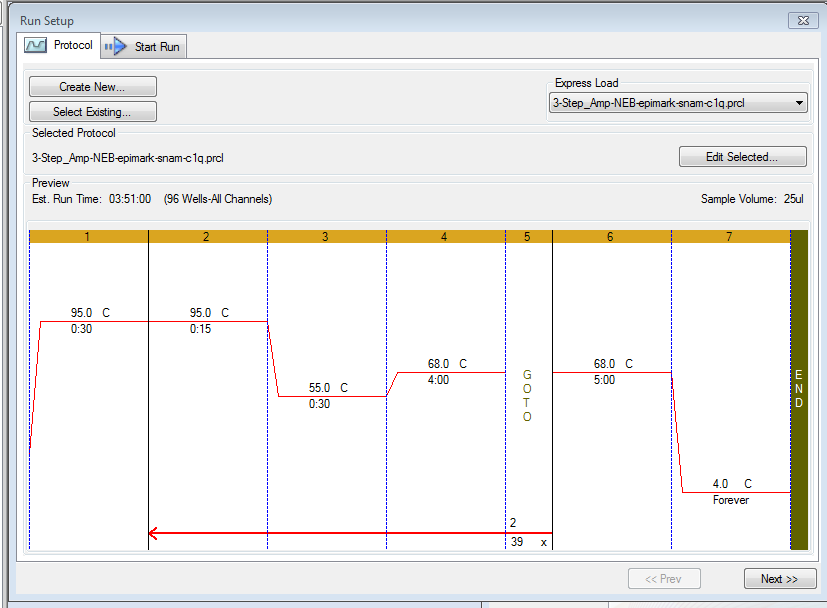 Run Setup
Protocol
Start Run
Create New...
Express Load
Select Existing...
3-Step_Amp-NEB-epimark-snam-c1q.prcl
Selected Protocol
3-Step_Amp-NEB-epimark-snam-c1q.prcl
Edit Selected...
Preview
Est. Run Time: 03:51:00 (96 Wells-All Channels)
Sample Volume: 25ul
1 2 3 4 5 6 7
95.0 C
0:30
95.0 C
0:15
55.0 C
0:30
68.0 C
4:00
GOTO
2
39 x
68.0 C
5:00
4.0 C
Forever
END
<< Prev
Next >>